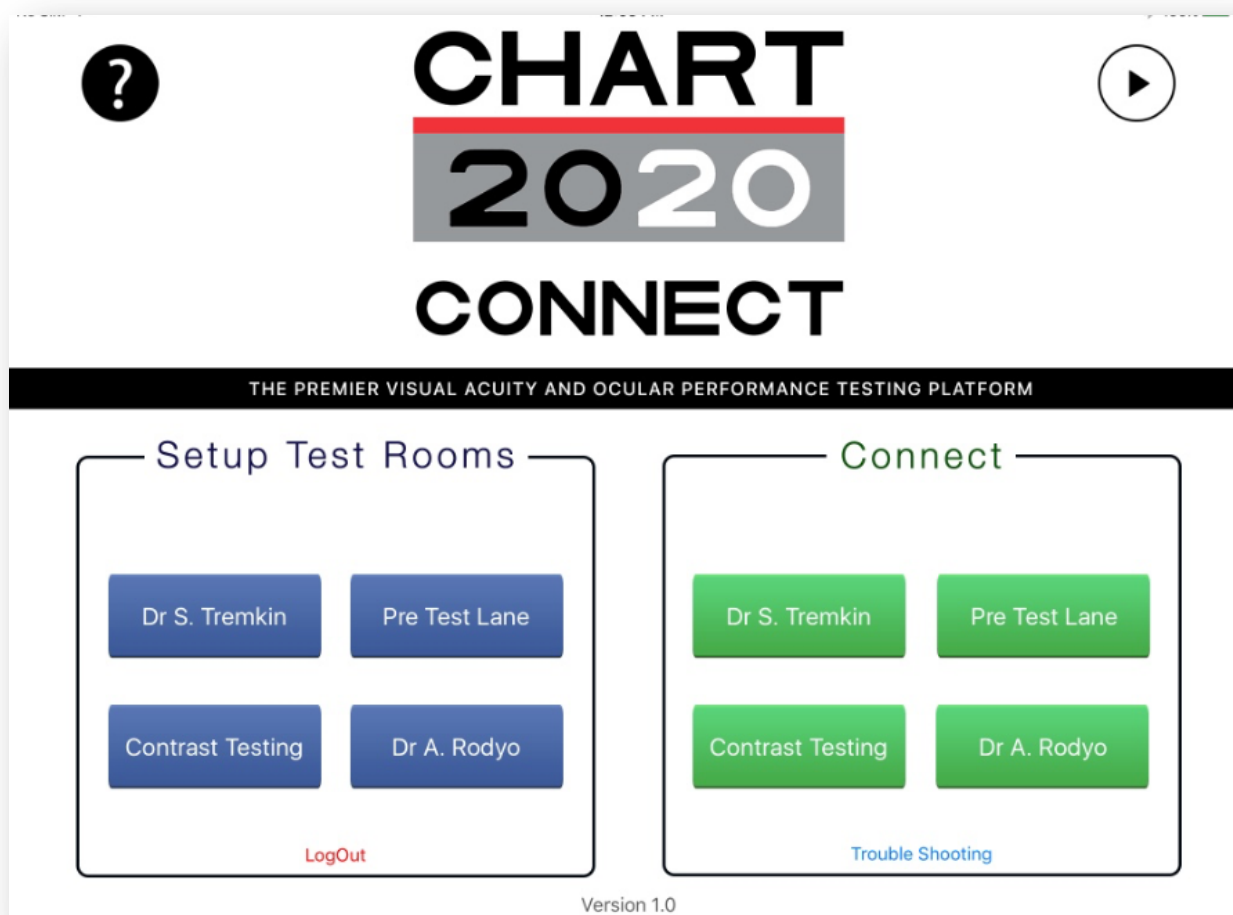 ?
CHART
2020
CONNECT
THE PREMIER VISUAL ACUITY AND OCULAR PERFORMANCE TESTING PLATFORM
Setup Test Rooms
Dr S. Tremkin Pre Test Lane
Contrast Testing Dr A. Rodyo
LogOut
Connect
Dr S. Tremkin Pre Test Lane
Contrast Testing Dr A. Rodyo
Trouble Shooting
Version 1.0